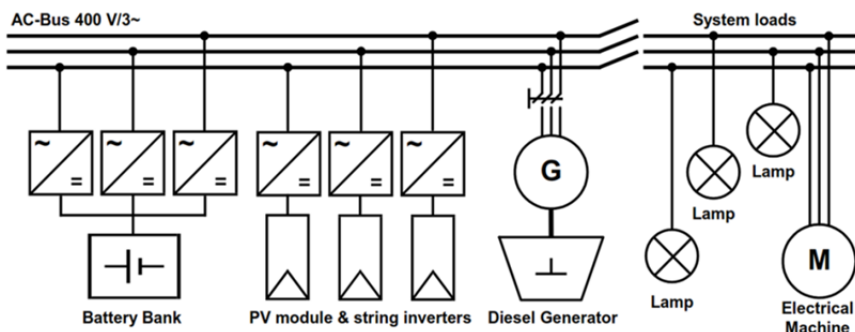 AC-Bus 400 V/3~
System loads
~
~
~
~
~
~
=
=
=
=
=
=
G
Lamp
Lamp
Lamp
M
Battery Bank
PV module & string inverters
Diesel Generator
Electrical
Machine